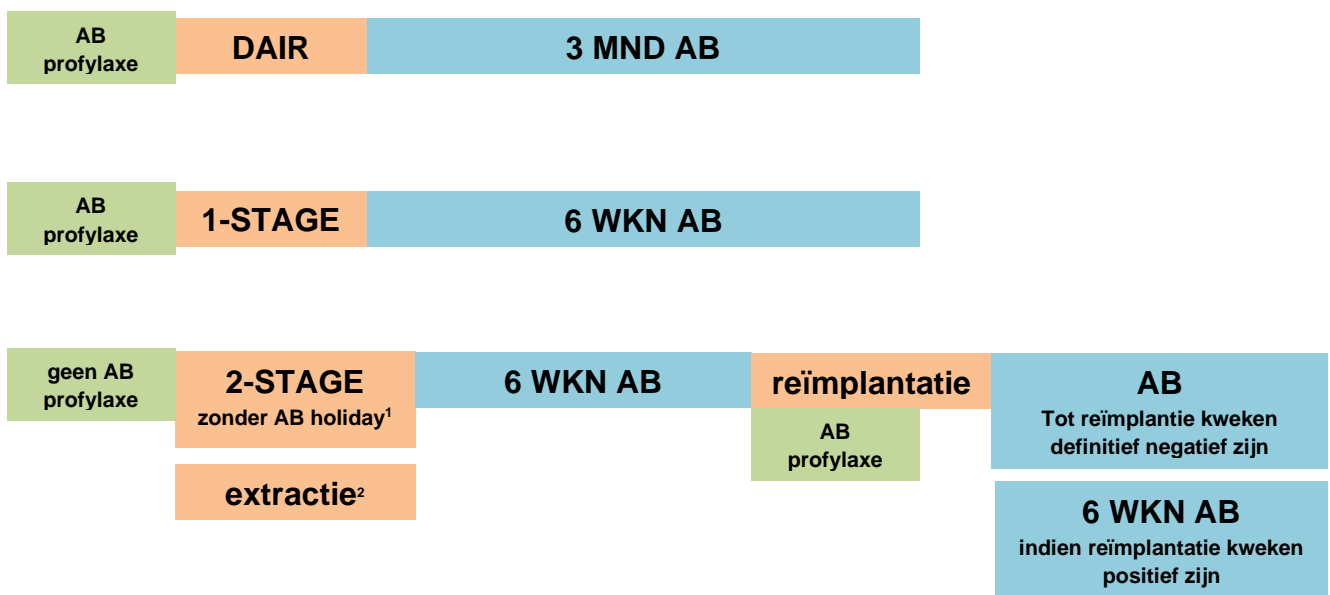 AB
profylaxe
DAIR
3 MND AB
AB
profylaxe
1-STAGE
6 WKN AB
geen AB
profylaxe
2-STAGE
zonder AB holiday¹
6 WKN AB
reïmplantatie
AB
Tot reïmplantie kweken
definitief negatief zijn
AB
profylaxe
extractie²
6 WKN AB
indien reïmplantatie kweken
positief zijn